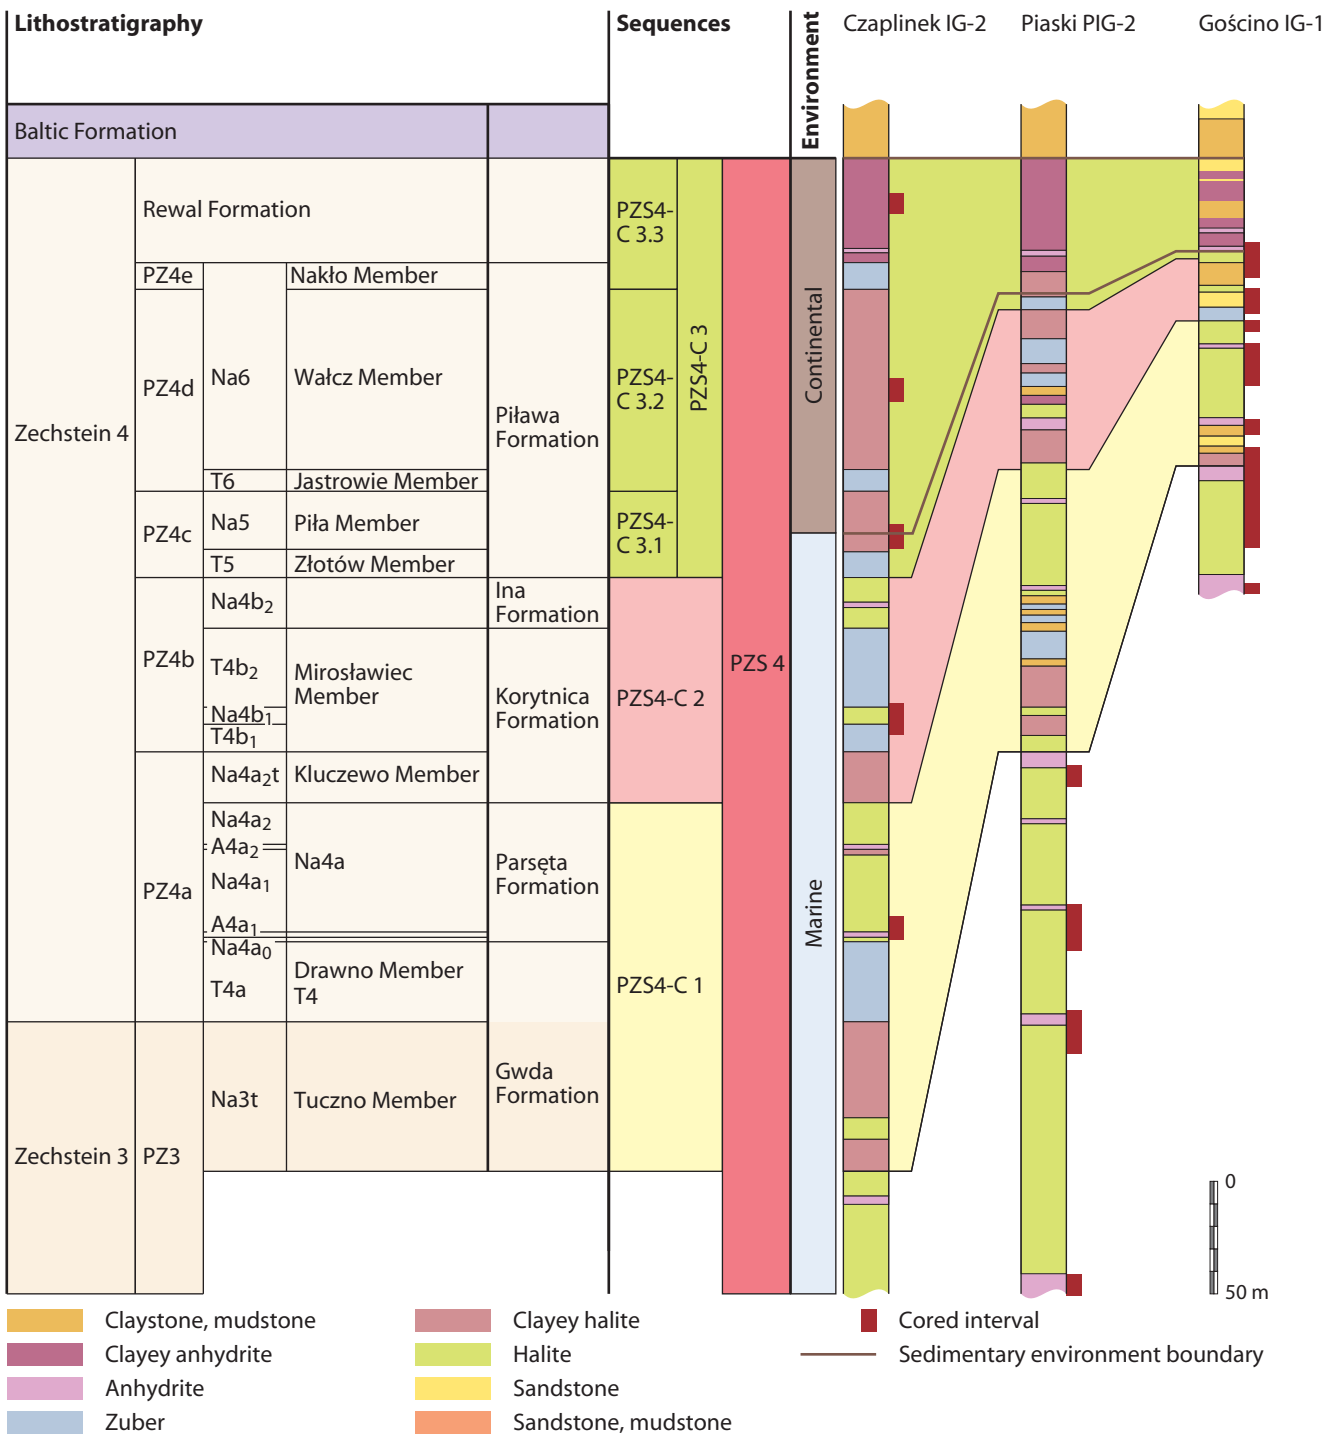 Lithostratigraphy
Sequences
Environment
Czaplinek IG-2
Piaski PIG-2
Gościno IG-1
Baltic Formation
Zechstein 4
Rewal Formation
PZ4e
Nakło Member
PZ4d
Na6
Wałcz Member
T6
Jastrowie Member
PZ4c
Na5
Piła Member
T5
Złotów Member
Piława
Formation
PZ4b
Na4b2
Ina
Formation
T4b2
Mirosławiec
Member
Na4b1
T4b1
Korytnica
Formation
PZ4a
Na4a2t
Kluczewo Member
Na4a2
A4a2
Na4a
Na4a1
A4a1
Parsęta
Formation
Na4a0
T4a
Drawno Member
T4
Zechstein 3
PZ3
Na3t
Tuczno Member
Gwda
Formation
PZS4-
C 3.3
PZS4-
C 3.2
PZS4-
C 3.1
PZS4-C 3
PZS4-C 2
PZS4-C 1
PZS 4
Continental
Marine
0
50 m
Claystone, mudstone
Clayey anhydrite
Anhydrite
Zuber
Clayey halite
Halite
Sandstone
Sandstone, mudstone
Cored interval
Sedimentary environment boundary